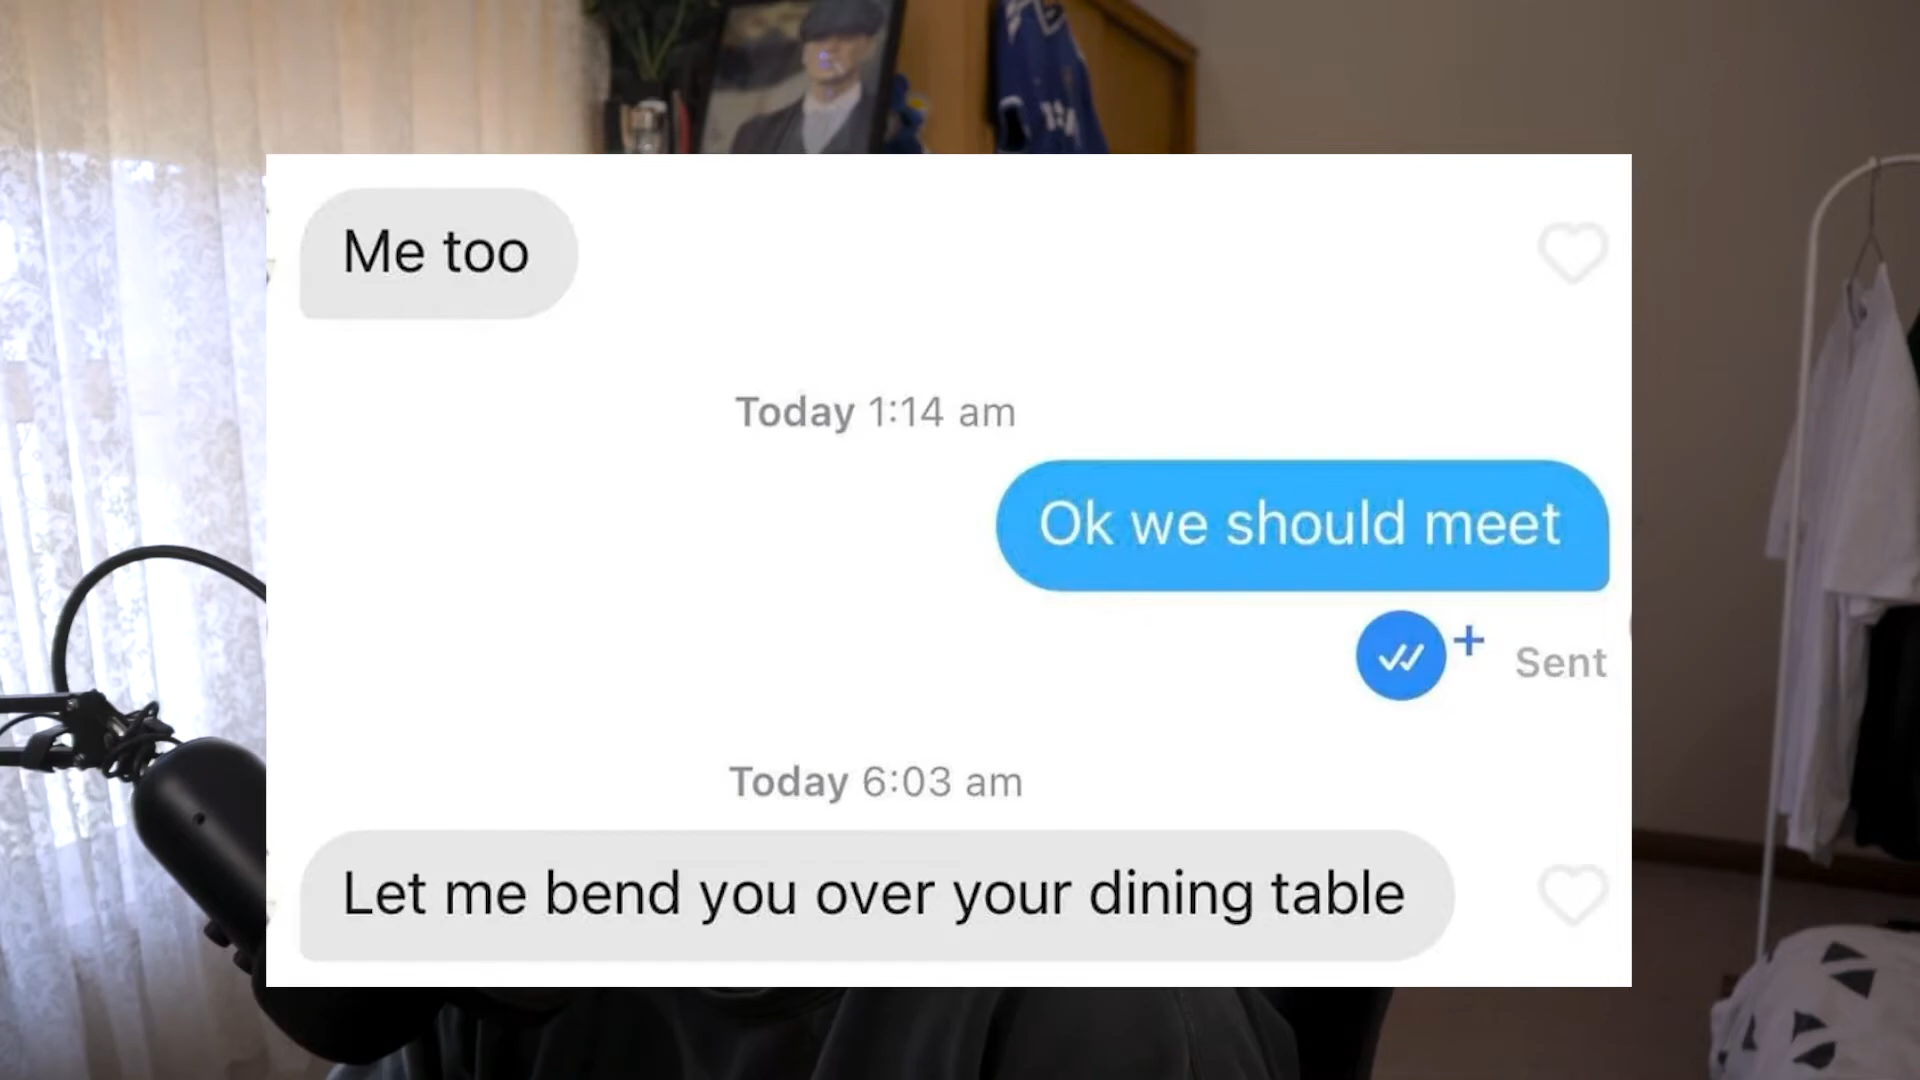 Me too
Today 1:14 am
Ok we should meet
Sent
Today 6:03 am
Let me bend you over your dining table